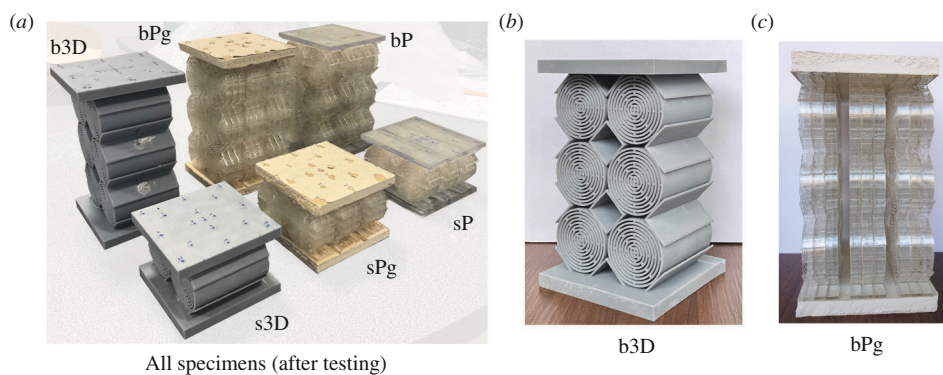 (a)
bPg
bP
b3D
sP
sPg
s3D
All specimens (after testing)
(b)
b3D
(c)
bPg